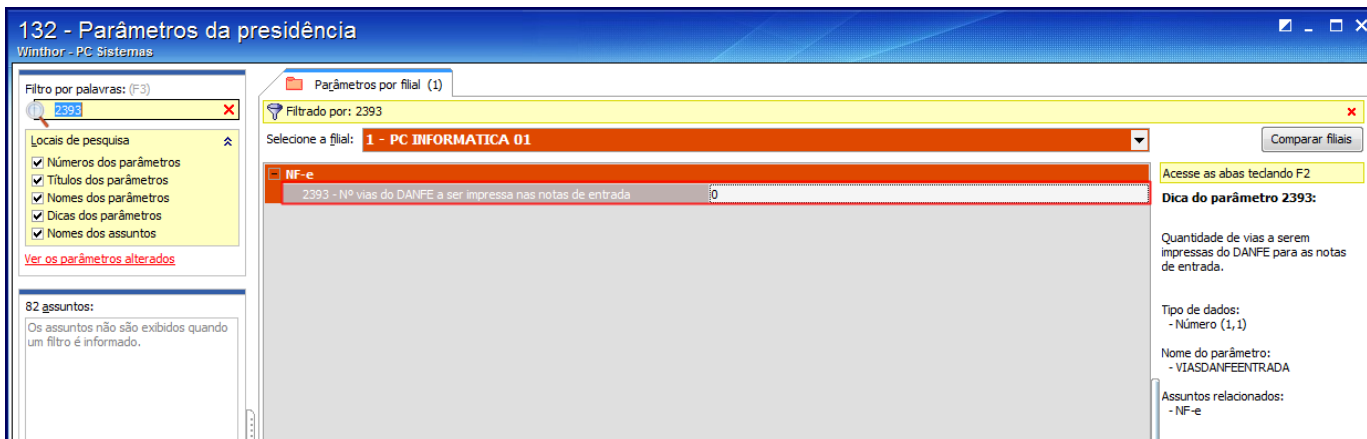 132 - Parâmetros da presidência
Winthor - PC Sistemas
Filtro por palavras: (F3)
2393
Locais de pesquisa
Números dos parâmetros
Títulos dos parâmetros
Nomes dos parâmetros
Dicas dos parâmetros
Nomes dos assuntos
Ver os parâmetros alterados
82 assuntos:
Os assuntos não são exibidos quando
um filtro é informado.
Parâmetros por filial (1)
Filtrado por: 2393
Selecione a filial: 1 - PC INFORMATICA 01
Comparar filiais
NF-e
2393 - Nº vias do DANFE a ser impressa nas notas de entrada 0
Acesse as abas teclando F2
Dica do parâmetro 2393:
Quantidade de vias a serem
impressas do DANFE para as notas
de entrada.
Tipo de dados:
- Número (1,1)
Nome do parâmetro:
- VIASDANFEENTRADA
Assuntos relacionados:
- NF-e